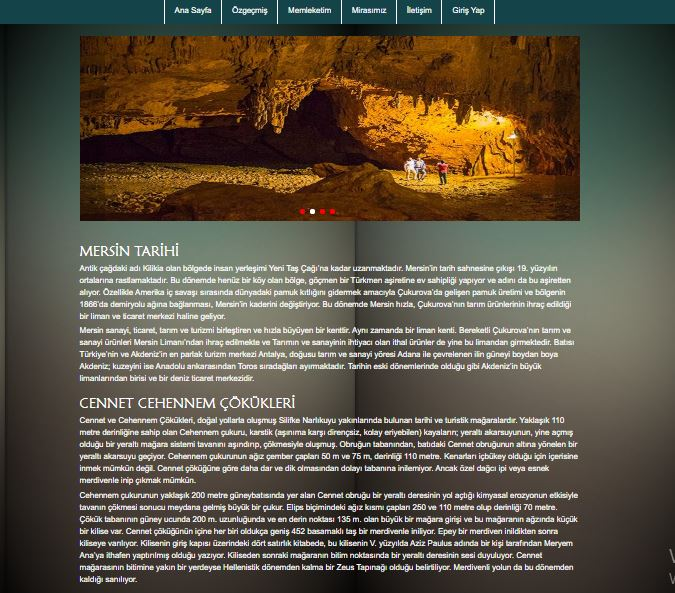 Ana Sayfa Özgeçmiş Memleketim Mirasımız İletişim Giriş Yap
MERSİN TARİHİ
Antik çağdaki adı Kilikia olan bölgede insan yerleşimi Yeni Taş Çağı'na kadar uzanmaktadır. Mersin'in tarih sahnesine çıkışı 19. yüzyılın
ortalarına rastlamaktadır. Bu dönemde henüz bir köy olan bölge, göçmen bir Türkmen aşiretine ev sahipliği yapıyor ve adını da bu aşiretten
alıyor. Özellikle Amerika iç savaşı sırasında dünyadaki pamuk kıtlığını gidermek amacıyla Çukurova'da gelişen pamuk üretimi ve bölgenin
1866'da demiryolu ağına bağlanması, Mersin'in kaderini değiştiriyor. Bu dönemde Mersin hızla, Çukurova'nın tarım ürünlerinin ihraç edildiği
bir liman ve ticaret merkezi haline geliyor.
Mersin sanayi, ticaret, tarım ve turizmi birleştiren ve hızla büyüyen bir kenttir. Aynı zamanda bir liman kenti. Bereketli Çukurova'nın tarım ve
sanayi ürünleri Mersin Limanı'ndan ihraç edilmekte ve Tarımın ve sanayinin ihtiyacı olan ithal ürünler de yine bu limandan girmektedir. Batısı
Türkiye'nin ve Akdeniz'in en parlak turizm merkezi Antalya, doğusu tarım ve sanayi yöresi Adana ile çevrelenen ilin güneyi boydan boya
Akdeniz; kuzeyini ise Anadolu ankarasından Toros sıradağları ayırmaktadır. Tarihin eski dönemlerinde olduğu gibi Akdeniz'in büyük
limanlarından birisi ve bir deniz ticaret merkezidir.
CENNET CEHENNEM ÇÖKÜKLERİ
Cennet ve Cehennem Çökükleri, doğal yollarla oluşmuş Silifke Narlıkuyu yakınlarında bulunan tarihi ve turistik mağaralardır. Yaklaşık 110
metre derinliğine sahip olan Cehennem çukuru, karstik (aşınıma karşı dirençsiz, kolay eriyebilen) kayaların; yeraltı akarsuyunun, yine açmış
olduğu bir yeraltı mağara sistemi tavanını aşındırıp, çökmesiyle oluşmuş. Obruğun tabanından, batıdaki Cennet obruğunun altına yönelen bir
yeraltı akarsuyu geçiyor. Cehennem çukurunun ağız çember çapları 50 m ve 75 m, derinliği 110 metre. Kenarları içbükey olduğu için içerisine
inmek mümkün değil. Cennet çöküğüne göre daha dar ve dik olmasından dolayı tabanına inilemiyor. Ancak özel dağcı ipi veya esnek
merdivenle inip çıkmak mümkün.
Cehennem çukurunun yaklaşık 200 metre güneybatısında yer alan Cennet obruğu bir yeraltı deresinin yol açtığı kimyasal erozyonun etkisiyle
tavanın çökmesi sonucu meydana gelmiş büyük bir çukur. Elips biçimindeki ağız kısmı çapları 250 ve 110 metre olup derinliği 70 metre.
Çökük tabanının güney ucunda 200 m. uzunluğunda ve en derin noktası 135 m. olan büyük bir mağara girişi ve bu mağaranın ağzında küçük
bir kilise var. Cennet çöküğünün içine her biri oldukça geniş 452 basamaklı taş bir merdivenle iniliyor. Epey bir merdiven inildikten sonra
kiliseye varılıyor. Kilisenin giriş kapısı üzerindeki dört satırlık kitabede, bu kilisenin V. yüzyılda Aziz Paulus adında bir kişi tarafından Meryem
Ana'ya ithafen yaptırılmış olduğu yazıyor. Kiliseden sonraki mağaranın bitim noktasında bir yeraltı deresinin sesi duyuluyor. Cennet
mağarasının bitimine yakın bir yerdeyse Hellenistik dönemden kalma bir Zeus Tapınağı olduğu belirtiliyor. Merdivenli yolun da bu dönemden
kaldığı sanılıyor.